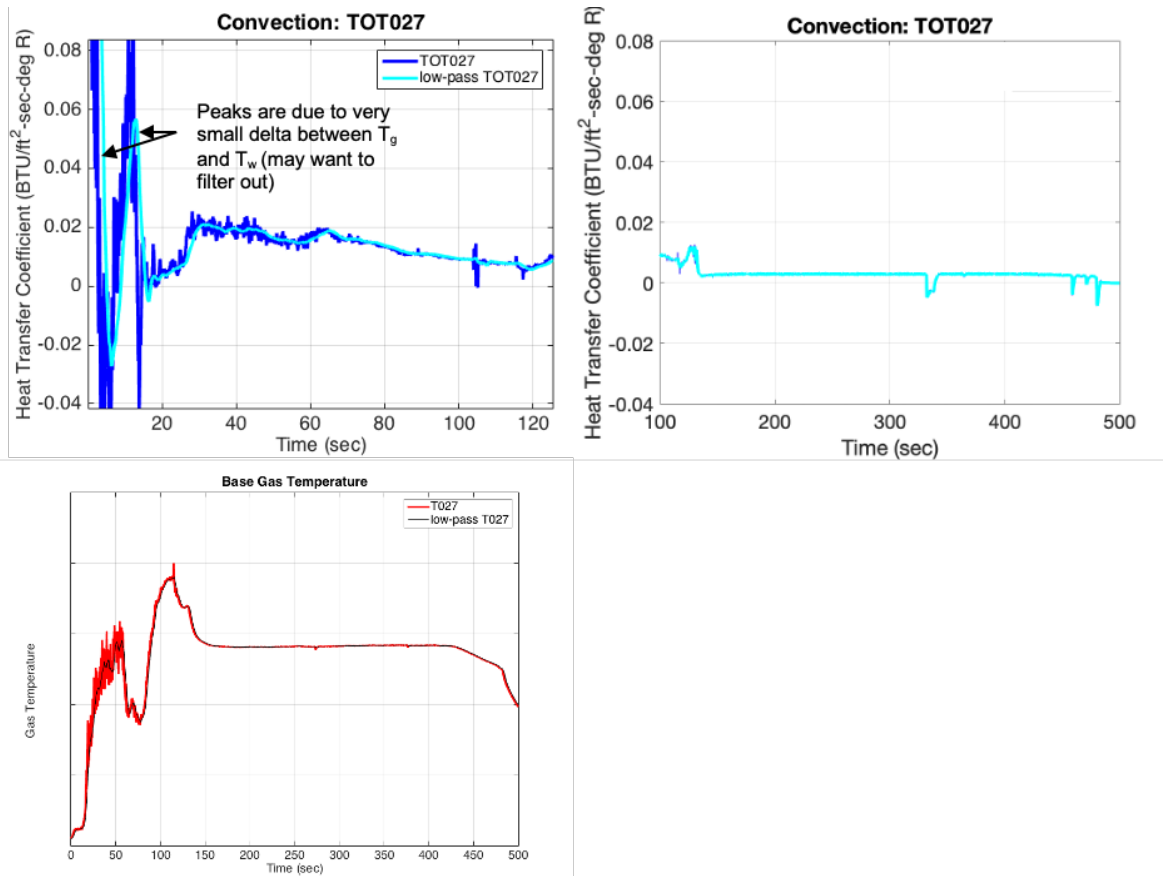 Convection: TOT027
Heat Transfer Coefficient (BTU/ft²-sec-deg R)
0.08
0.06
0.04
0.02
0
-0.02
-0.04
TOT027
low-pass TOT027
Peaks are due to very
small delta between Tg
and Tw (may want to
filter out)
20
40
60
80
100
120
Time (sec)
Convection: TOT027
Heat Transfer Coefficient (BTU/ft²-sec-deg R)
0.08
0.06
0.04
0.02
0
-0.02
-0.04
100
200
300
400
500
Time (sec)
Base Gas Temperature
T027
low-pass T027
Gas Temperature
0
50
100
150
200
250
300
350
400
450
500
Time (sec)